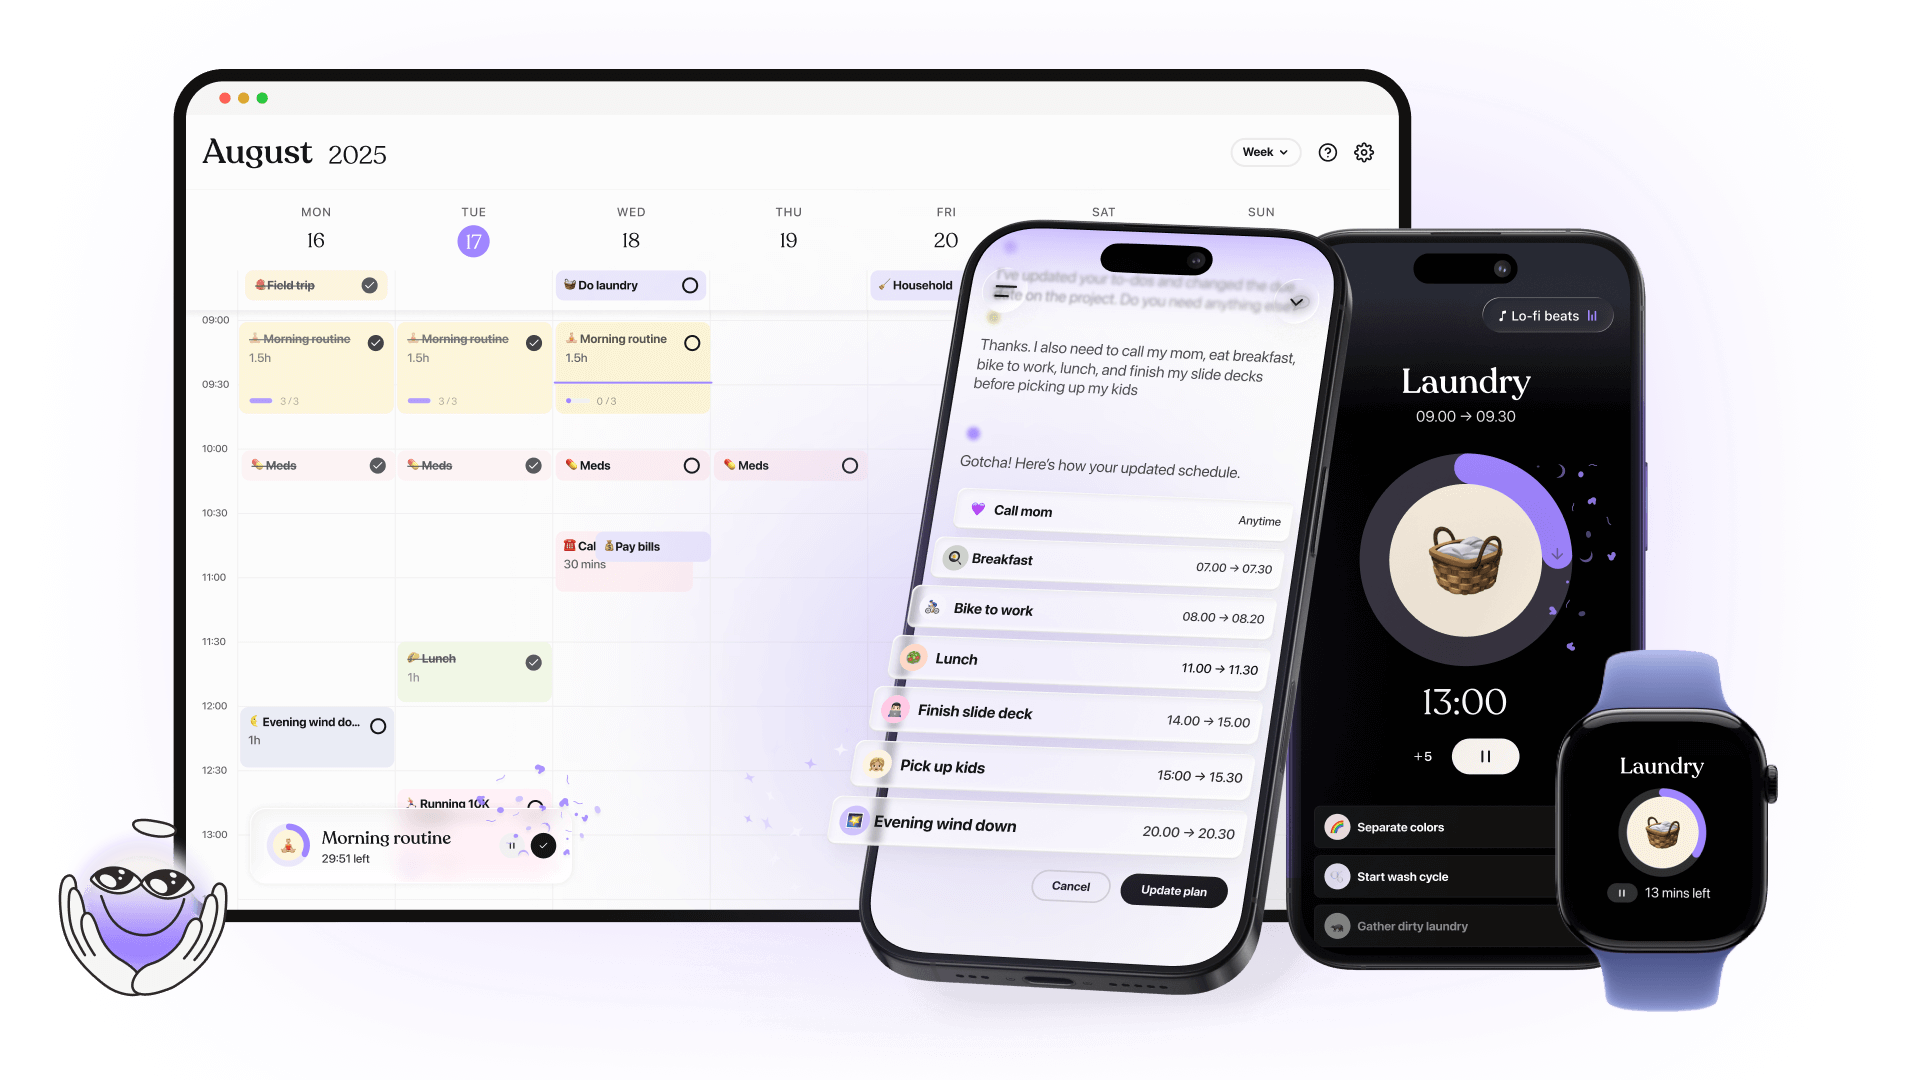 August 2025
Week
MON
TUE
WED
THU
FRI
SAT
SUN
16
17
18
19
20
Field trip
Do laundry
Household
09:00
09:30
10:00
10:30
11:00
11:30
12:00
12:30
13:00
Morning routine
1.5h
3/3
Morning routine
1.5h
3/3
Morning routine
1.5h
0/3
Meds
Meds
Meds
Meds
Cal
30 mins
Pay bills
Lunch
1h
Evening wind do...
1h
Running 10K
Morning routine
29:51 left
I've updated your to-dos and changed the due
on the project. Do you need anything else
Thanks. I also need to call my mom, eat breakfast,
bike to work, lunch, and finish my slide decks
before picking up my kids
Gotcha! Here's how your updated schedule.
Call mom
Anytime
Breakfast
07.00 → 07.30
Bike to work
08.00 → 08.20
Lunch
11.00 → 11.30
Finish slide deck
14.00 → 15.00
Pick up kids
15:00 → 15.30
Evening wind down
20.00 → 20.30
Cancel
Update plan
Lo-fi beats
Laundry
09.00 → 09.30
13:00
+5
Separate colors
Start wash cycle
Gather dirty laundry
Laundry
13 mins left